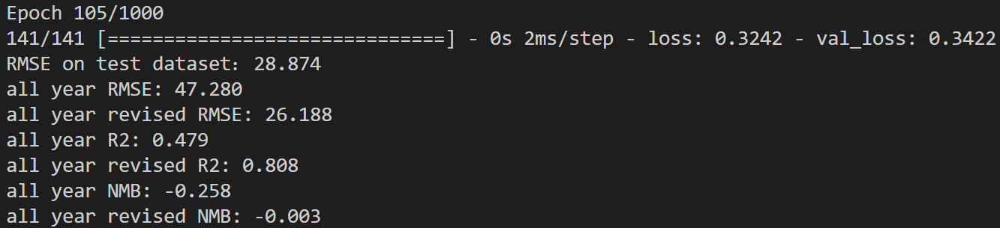 Epoch 105/1000
141/141 [==============================] - 0s 2ms/step - loss: 0.3242 - val_loss: 0.3422
RMSE on test dataset：28.874
all year RMSE: 47.280
all year revised RMSE: 26.188
all year R2: 0.479
all year revised R2: 0.808
all year NMB: -0.258
all year revised NMB: -0.003